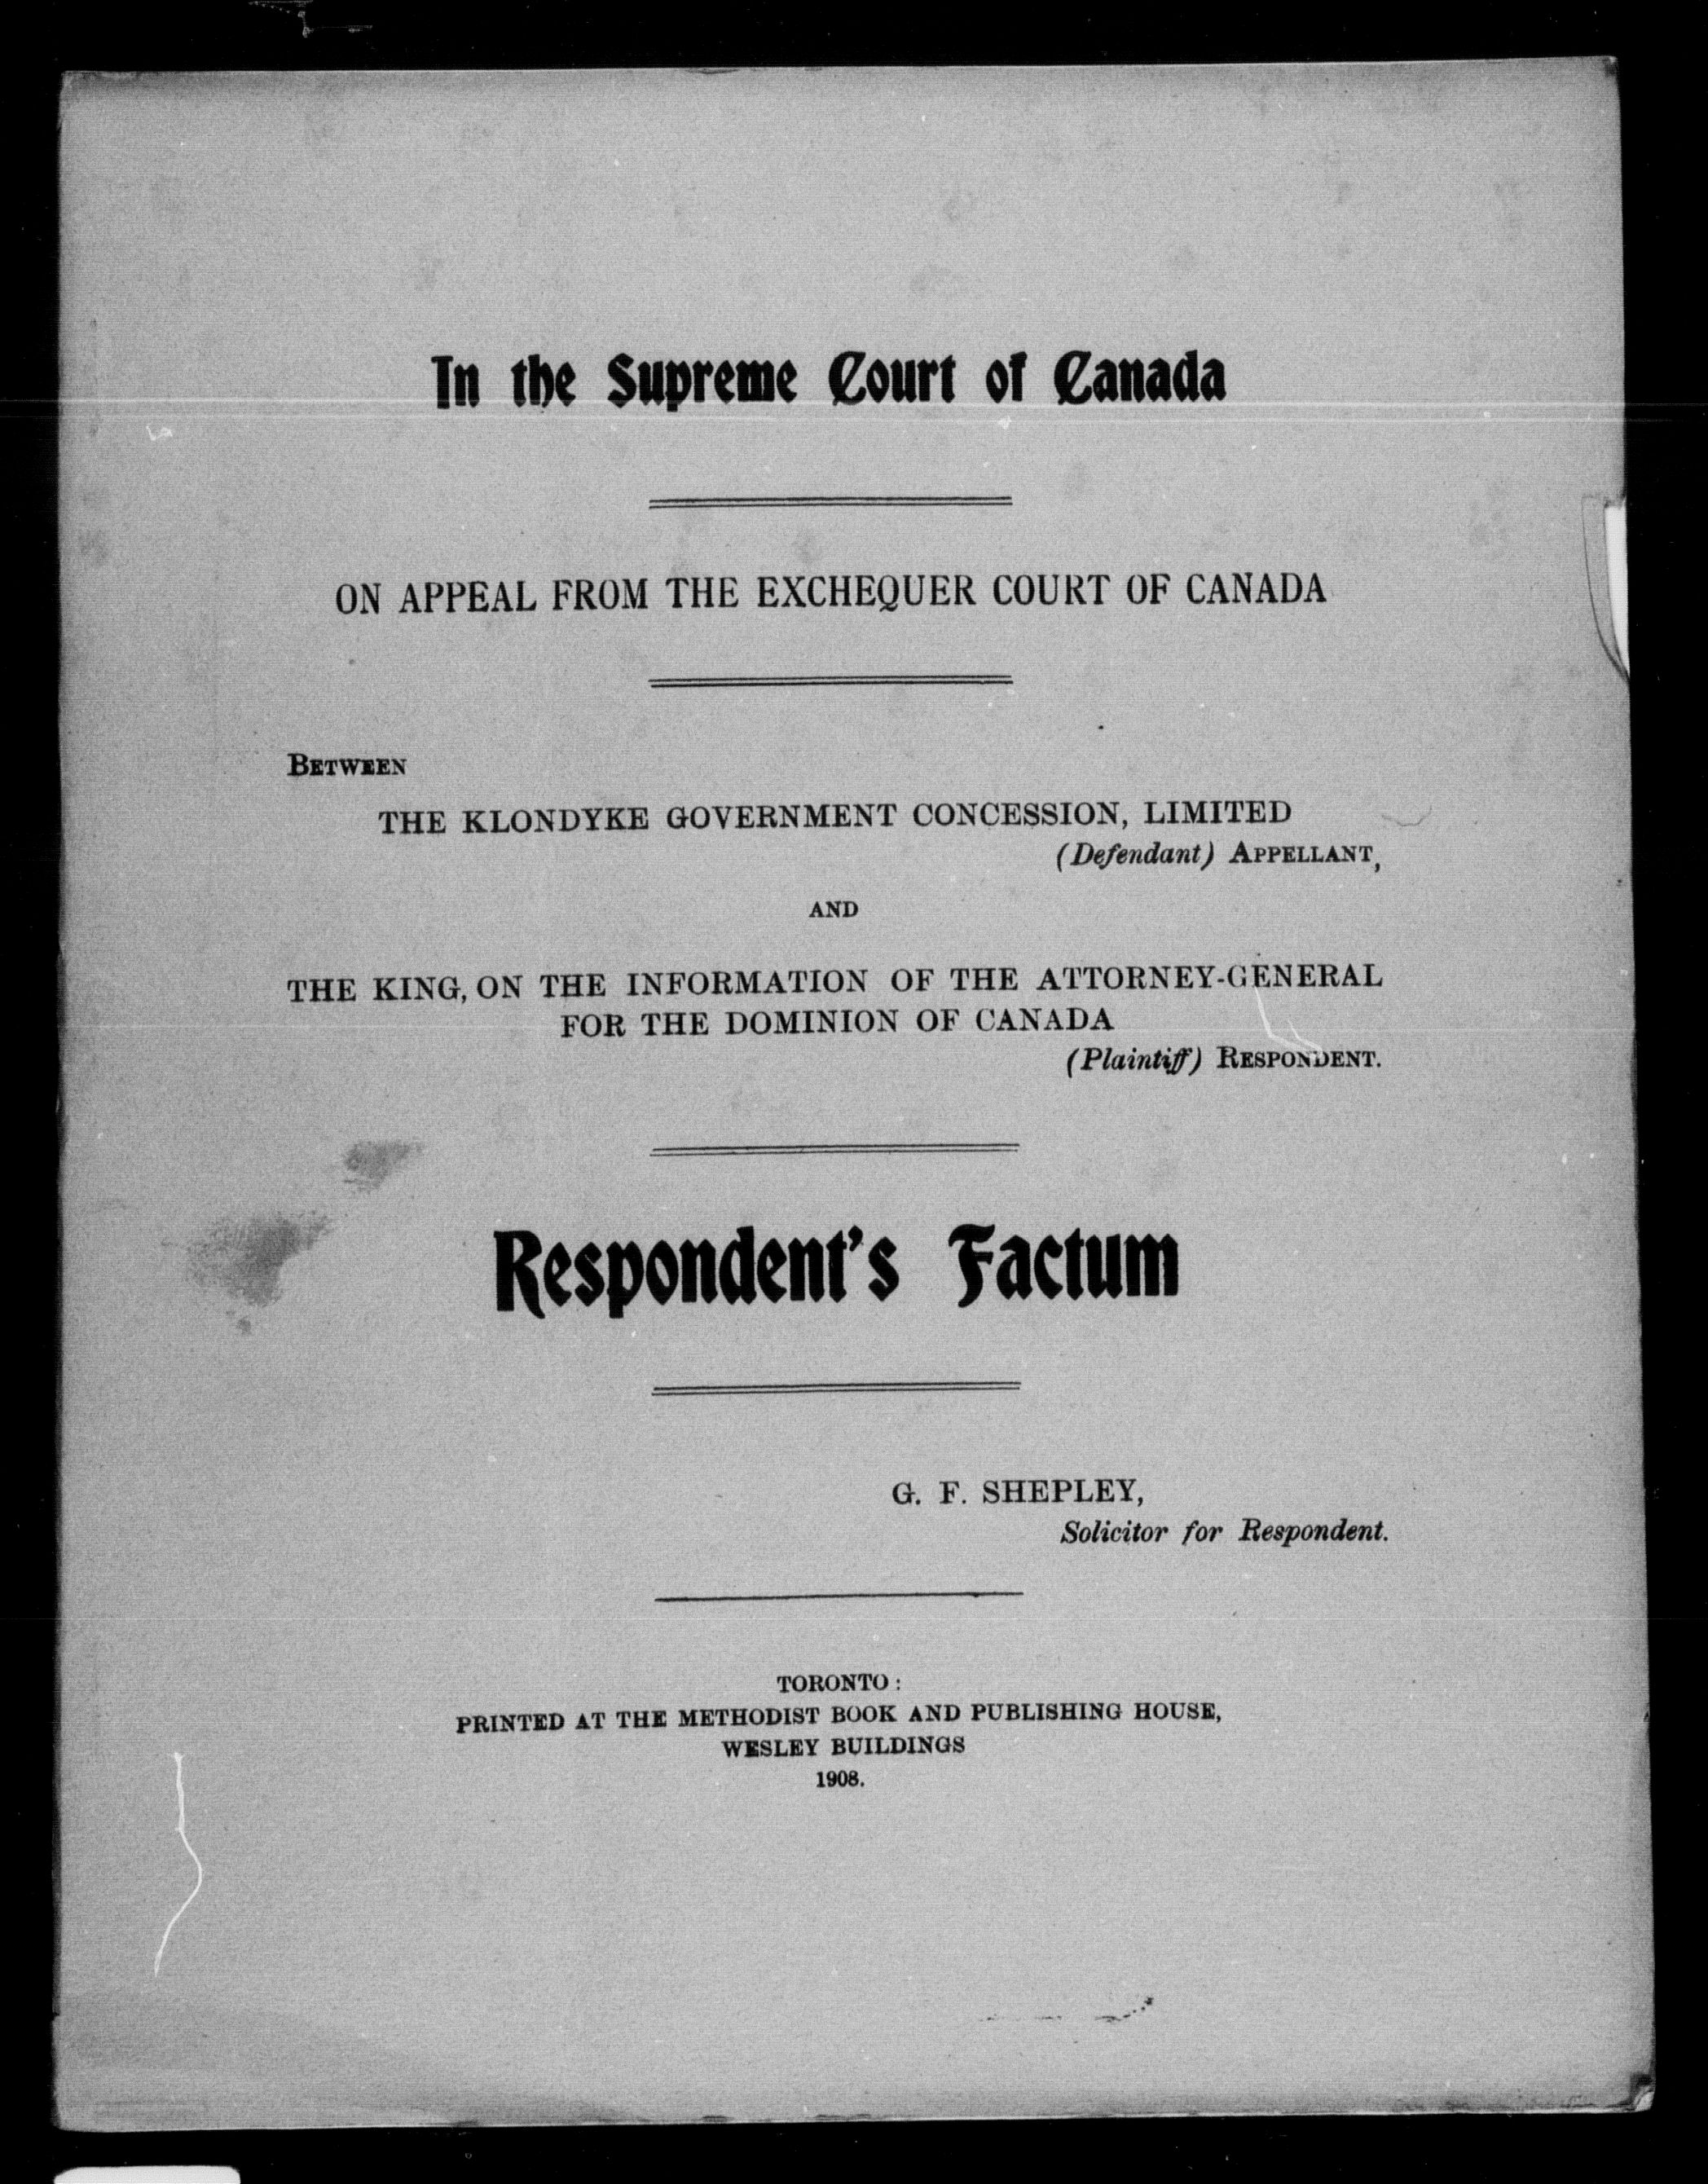 In the Supreme Court of Canada
ON APPEAL FROM THE EXCHEQUER COURT OF CANADA
BETWEEN
THE KLONDYKE GOVERNMENT CONCESSION, LIMITED
(Defendant) APPELLANT,
AND
THE KING, ON THE INFORMATION OF THE ATTORNEY-GENERAL
FOR THE DOMINION OF CANADA
(Plaintiff) RESPONDENT.
Respondent's Factum
G. F. SHEPLEY,
Solicitor for Respondent.
TORONTO:
PRINTED AT THE METHODIST BOOK AND PUBLISHING HOUSE,
WESLEY BUILDINGS
1908.